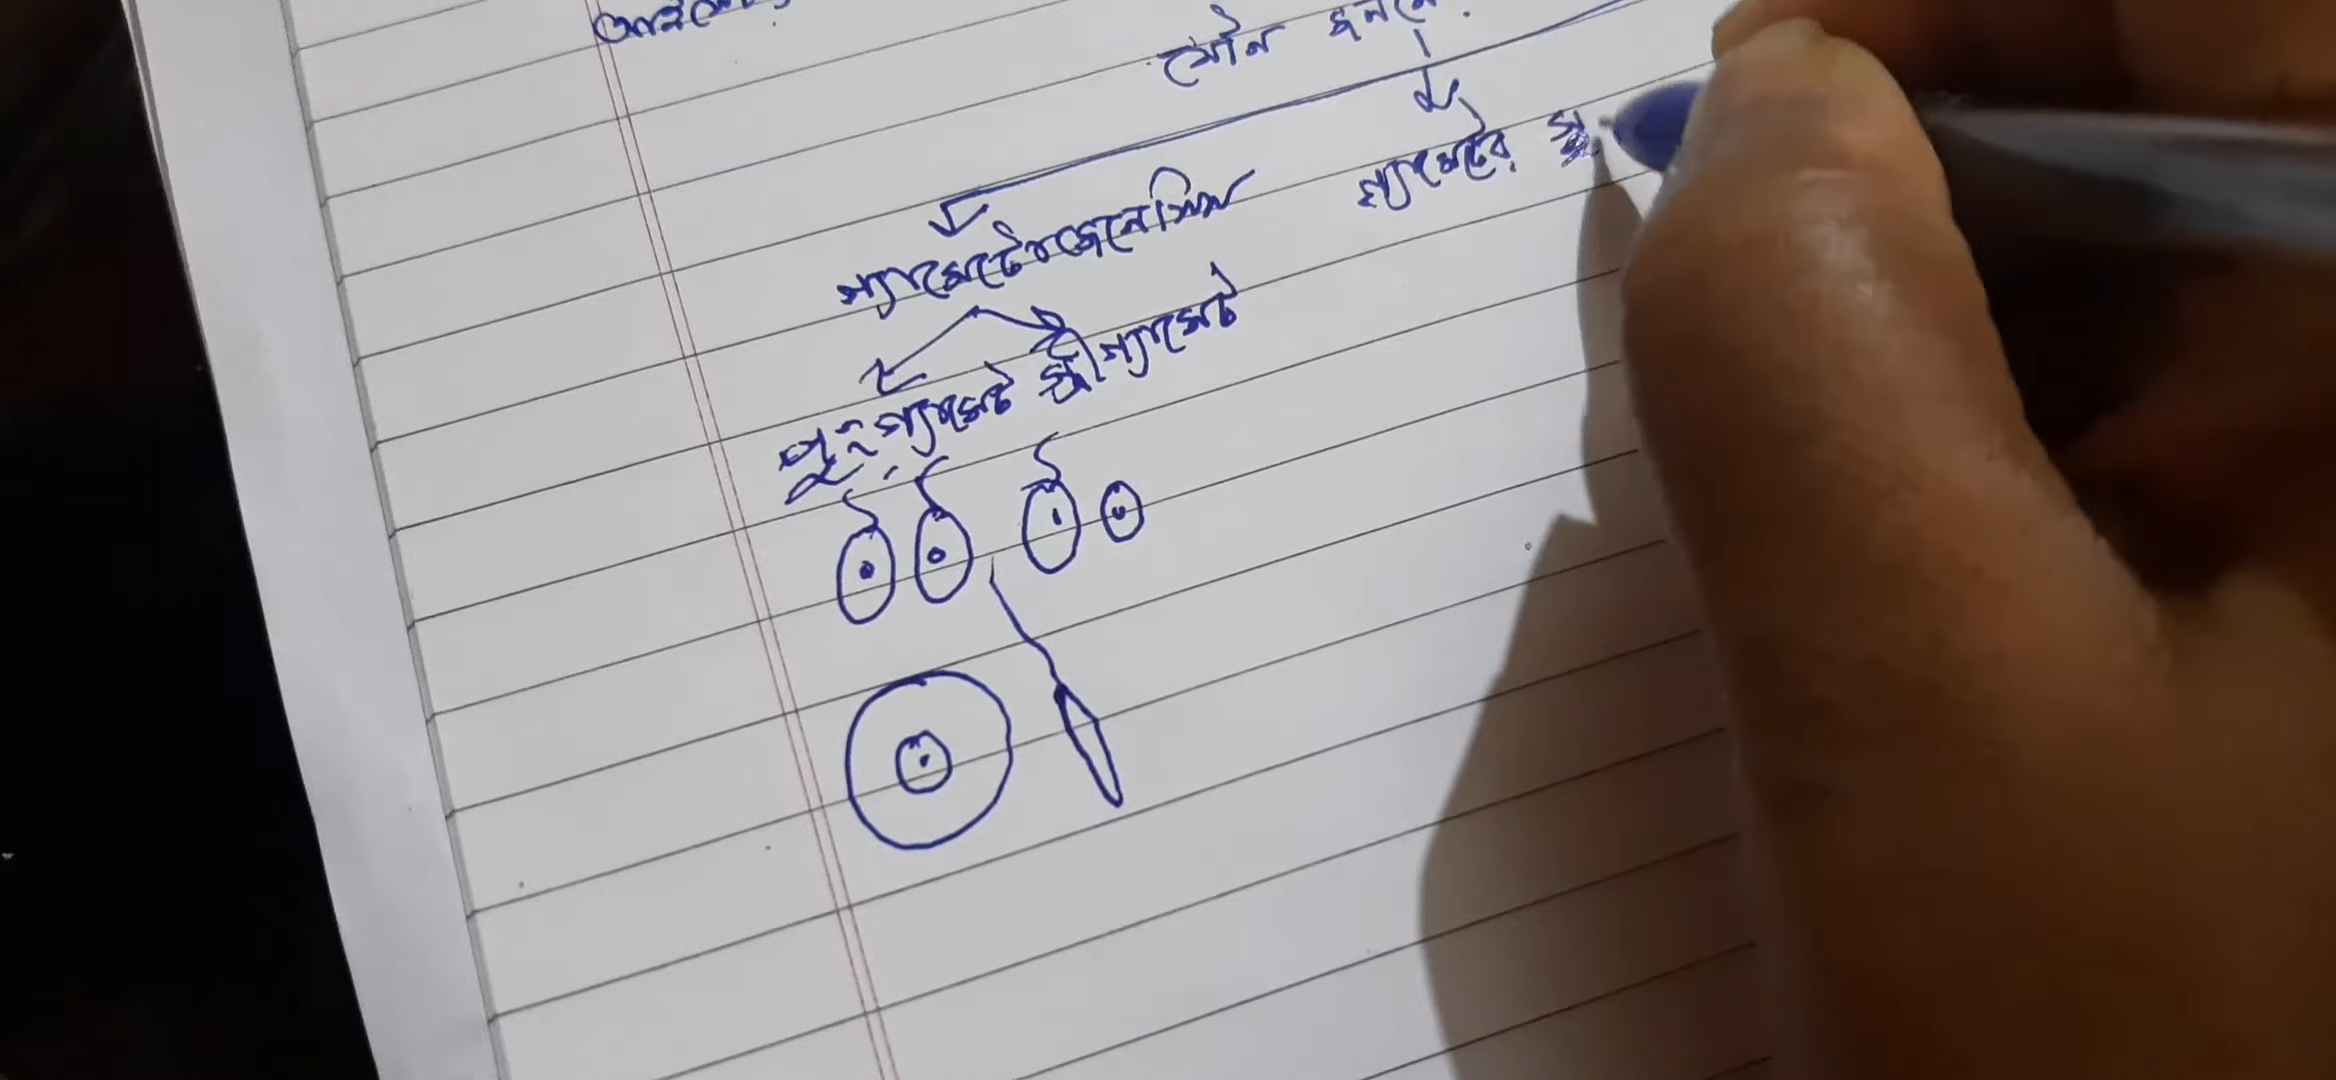 যৌন জনন
গ্যামেটোজেনেসিস
গ্যামেটের
পুংগ্যামেট স্ত্রীগ্যামেট